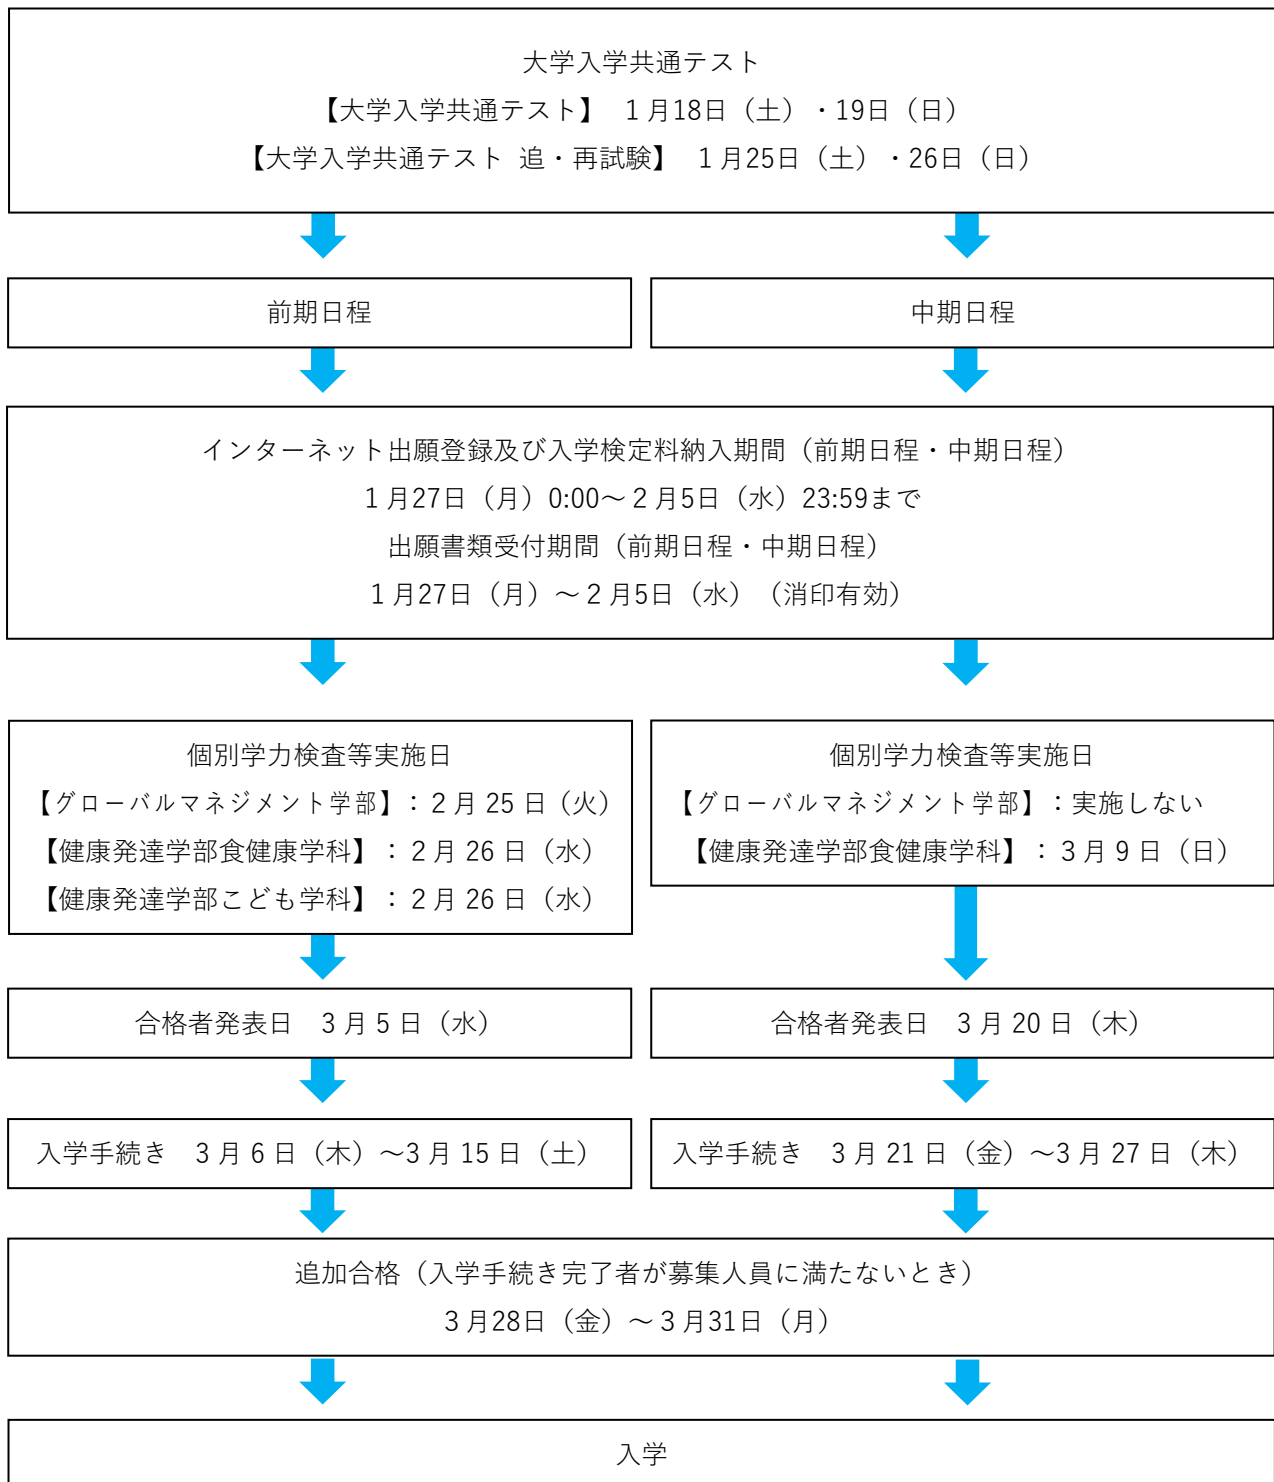 大学入学共通テスト
【大学入学共通テスト】 1月18日（土）・19日（日）
【大学入学共通テスト 追・再試験】 1月25日（土）・26日（日）
前期日程
中期日程
インターネット出願登録及び入学検定料納入期間（前期日程・中期日程）
1月27日（月）0:00～2月5日（水）23:59まで
出願書類受付期間（前期日程・中期日程）
1月27日（月）～2月5日（水）（消印有効）
個別学力検査等実施日
【グローバルマネジメント学部】：2月25日（火）
【健康発達学部食健康学科】：2月26日（水）
【健康発達学部こども学科】：2月26日（水）
個別学力検査等実施日
【グローバルマネジメント学部】：実施しない
【健康発達学部食健康学科】：3月9日（日）
合格者発表日　3月5日（水）
合格者発表日　3月20日（木）
入学手続き　3月6日（木）～3月15日（土）
入学手続き　3月21日（金）～3月27日（木）
追加合格（入学手続き完了者が募集人員に満たないとき）
3月28日（金）～3月31日（月）
入学